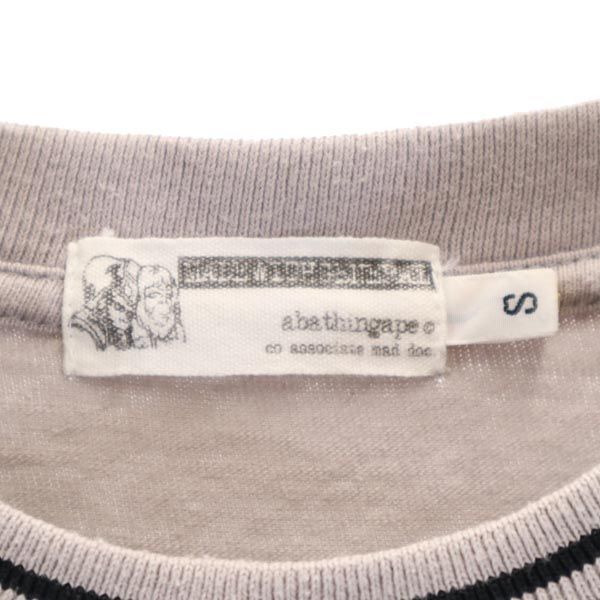 abathingape©
co associate mad doc
S